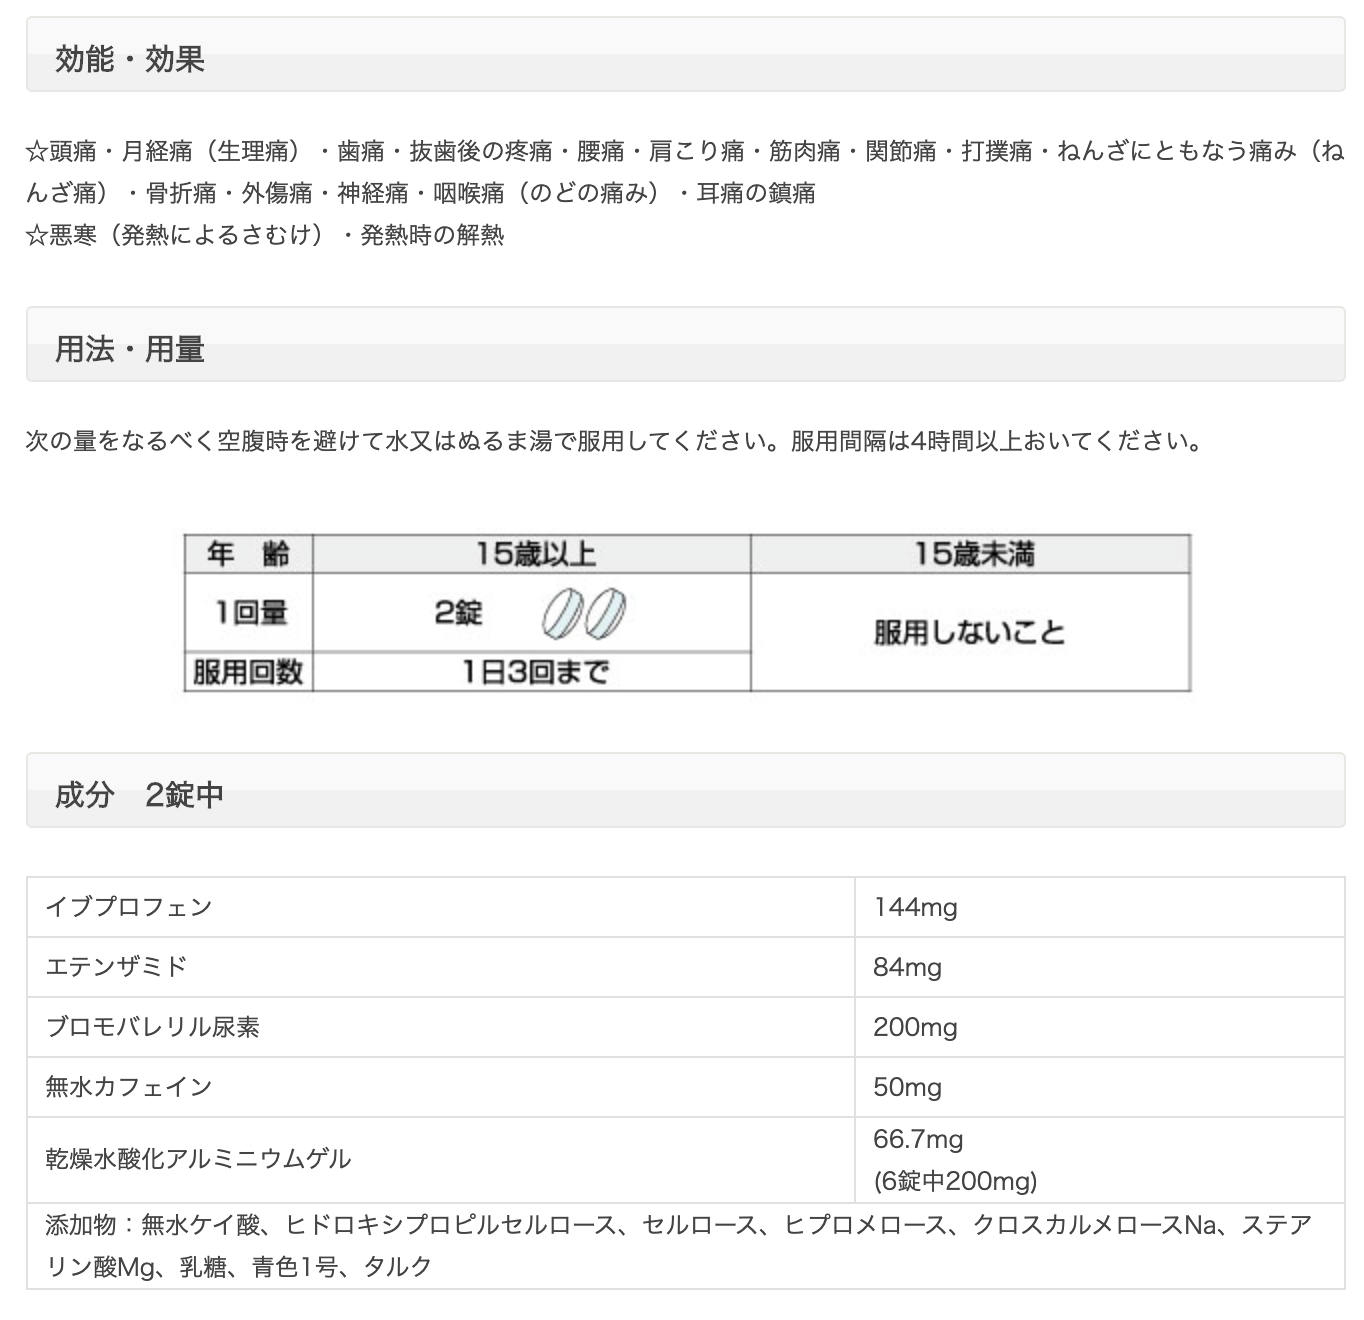 効能・効果
☆頭痛・月経痛（生理痛）・歯痛・抜歯後の疼痛・腰痛・肩こり痛・筋肉痛・関節痛・打撲痛・ねんざにともなう痛み（ね
んざ痛）・骨折痛・外傷痛・神経痛・咽喉痛（のどの痛み）・耳痛の鎮痛
☆悪寒（発熱によるさむけ）・発熱時の解熱
用法・用量
次の量をなるべく空腹時を避けて水又はぬるま湯で服用してください。服用間隔は4時間以上おいてください。
年　齢 15歳以上 15歳未満
1回量 2錠 服用しないこと
服用回数 1日3回まで
成分　2錠中
イブプロフェン 144mg
エテンザミド 84mg
ブロモバレリル尿素 200mg
無水カフェイン 50mg
乾燥水酸化アルミニウムゲル 66.7mg
(6錠中200mg)
添加物：無水ケイ酸、ヒドロキシプロピルセルロース、セルロース、ヒプロメロース、クロスカルメロースNa、ステア
リン酸Mg、乳糖、青色1号、タルク